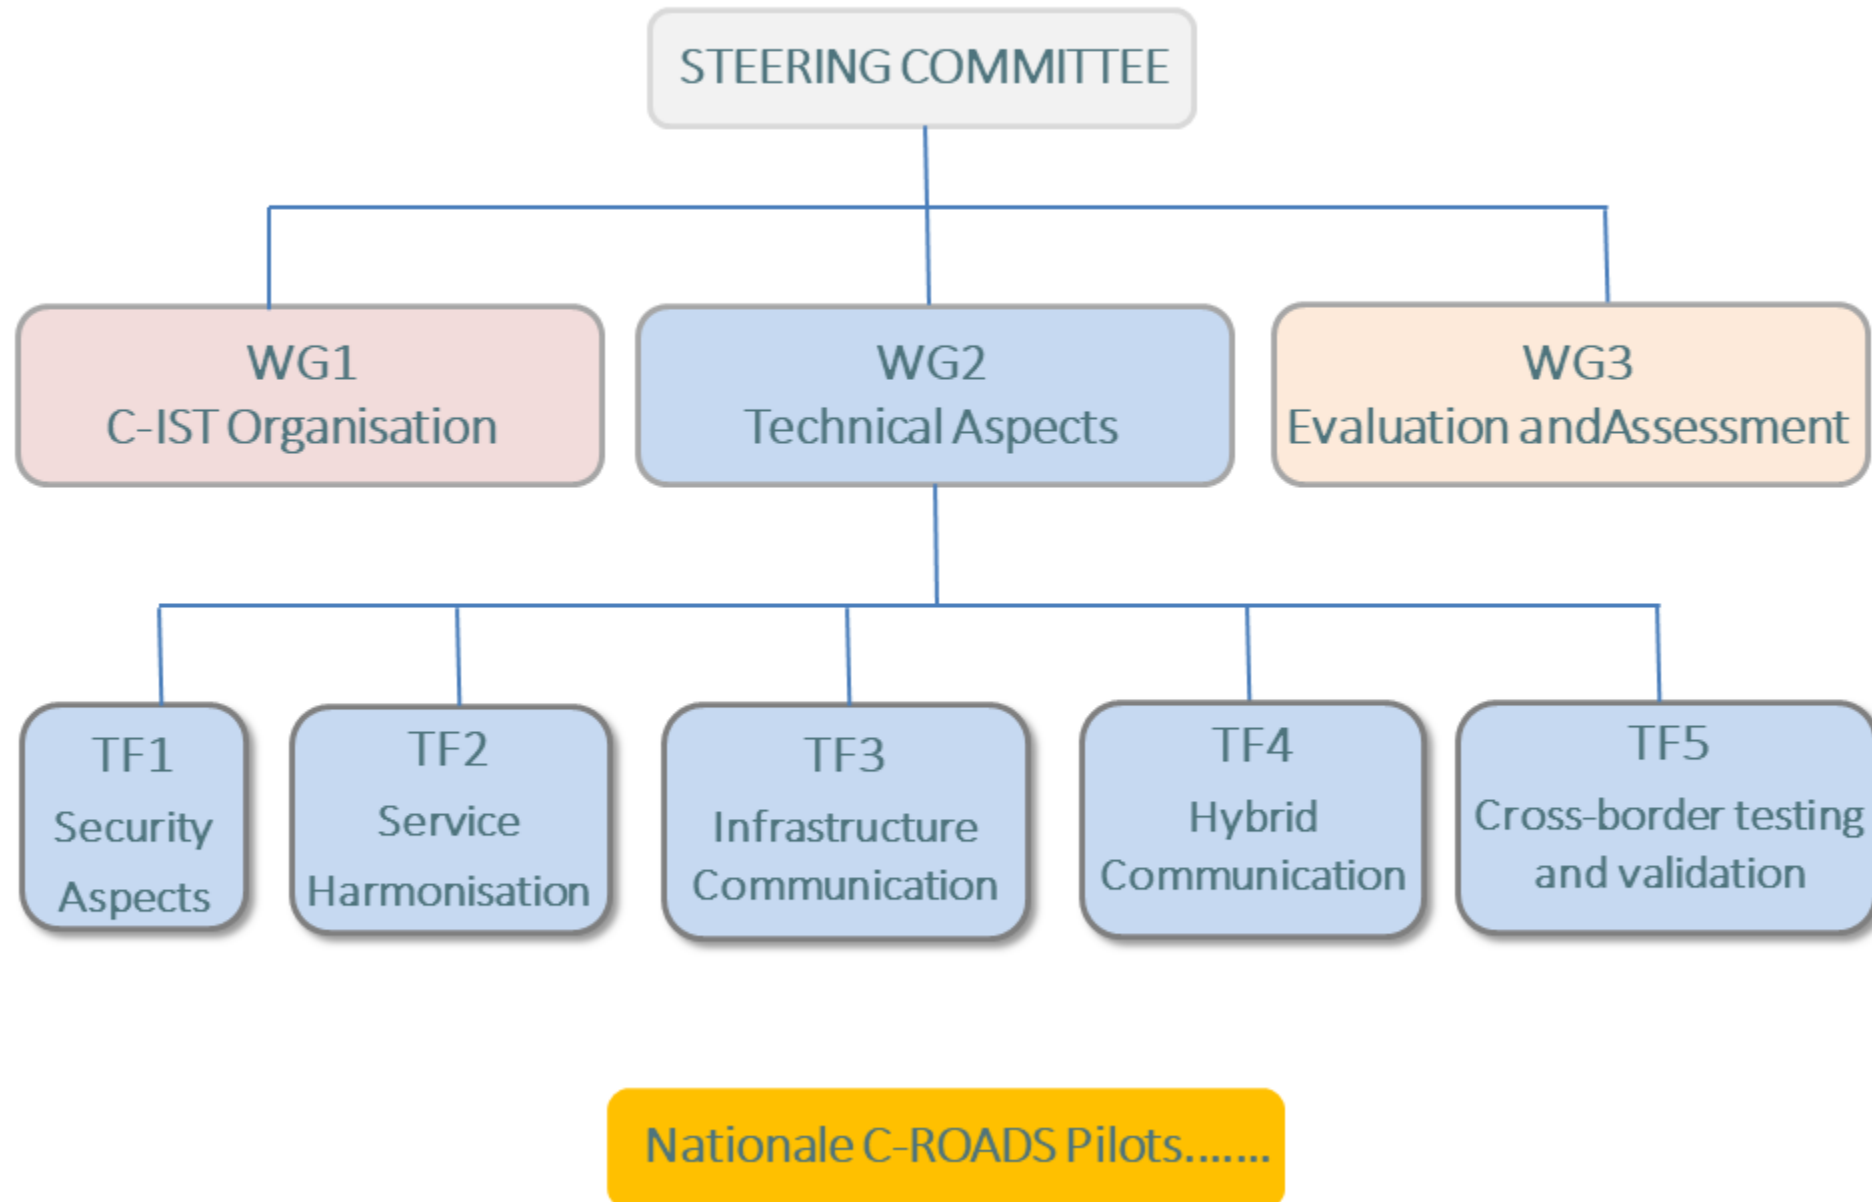 STEERING COMMITTEE
WG1
C-IST Organisation
WG2
Technical Aspects
WG3
Evaluation andAssessment
TF1
Security
Aspects
TF2
Service
Harmonisation
TF3
Infrastructure
Communication
TF4
Hybrid
Communication
TF5
Cross-border testing
and validation
Nationale C-ROADS Pilots.......